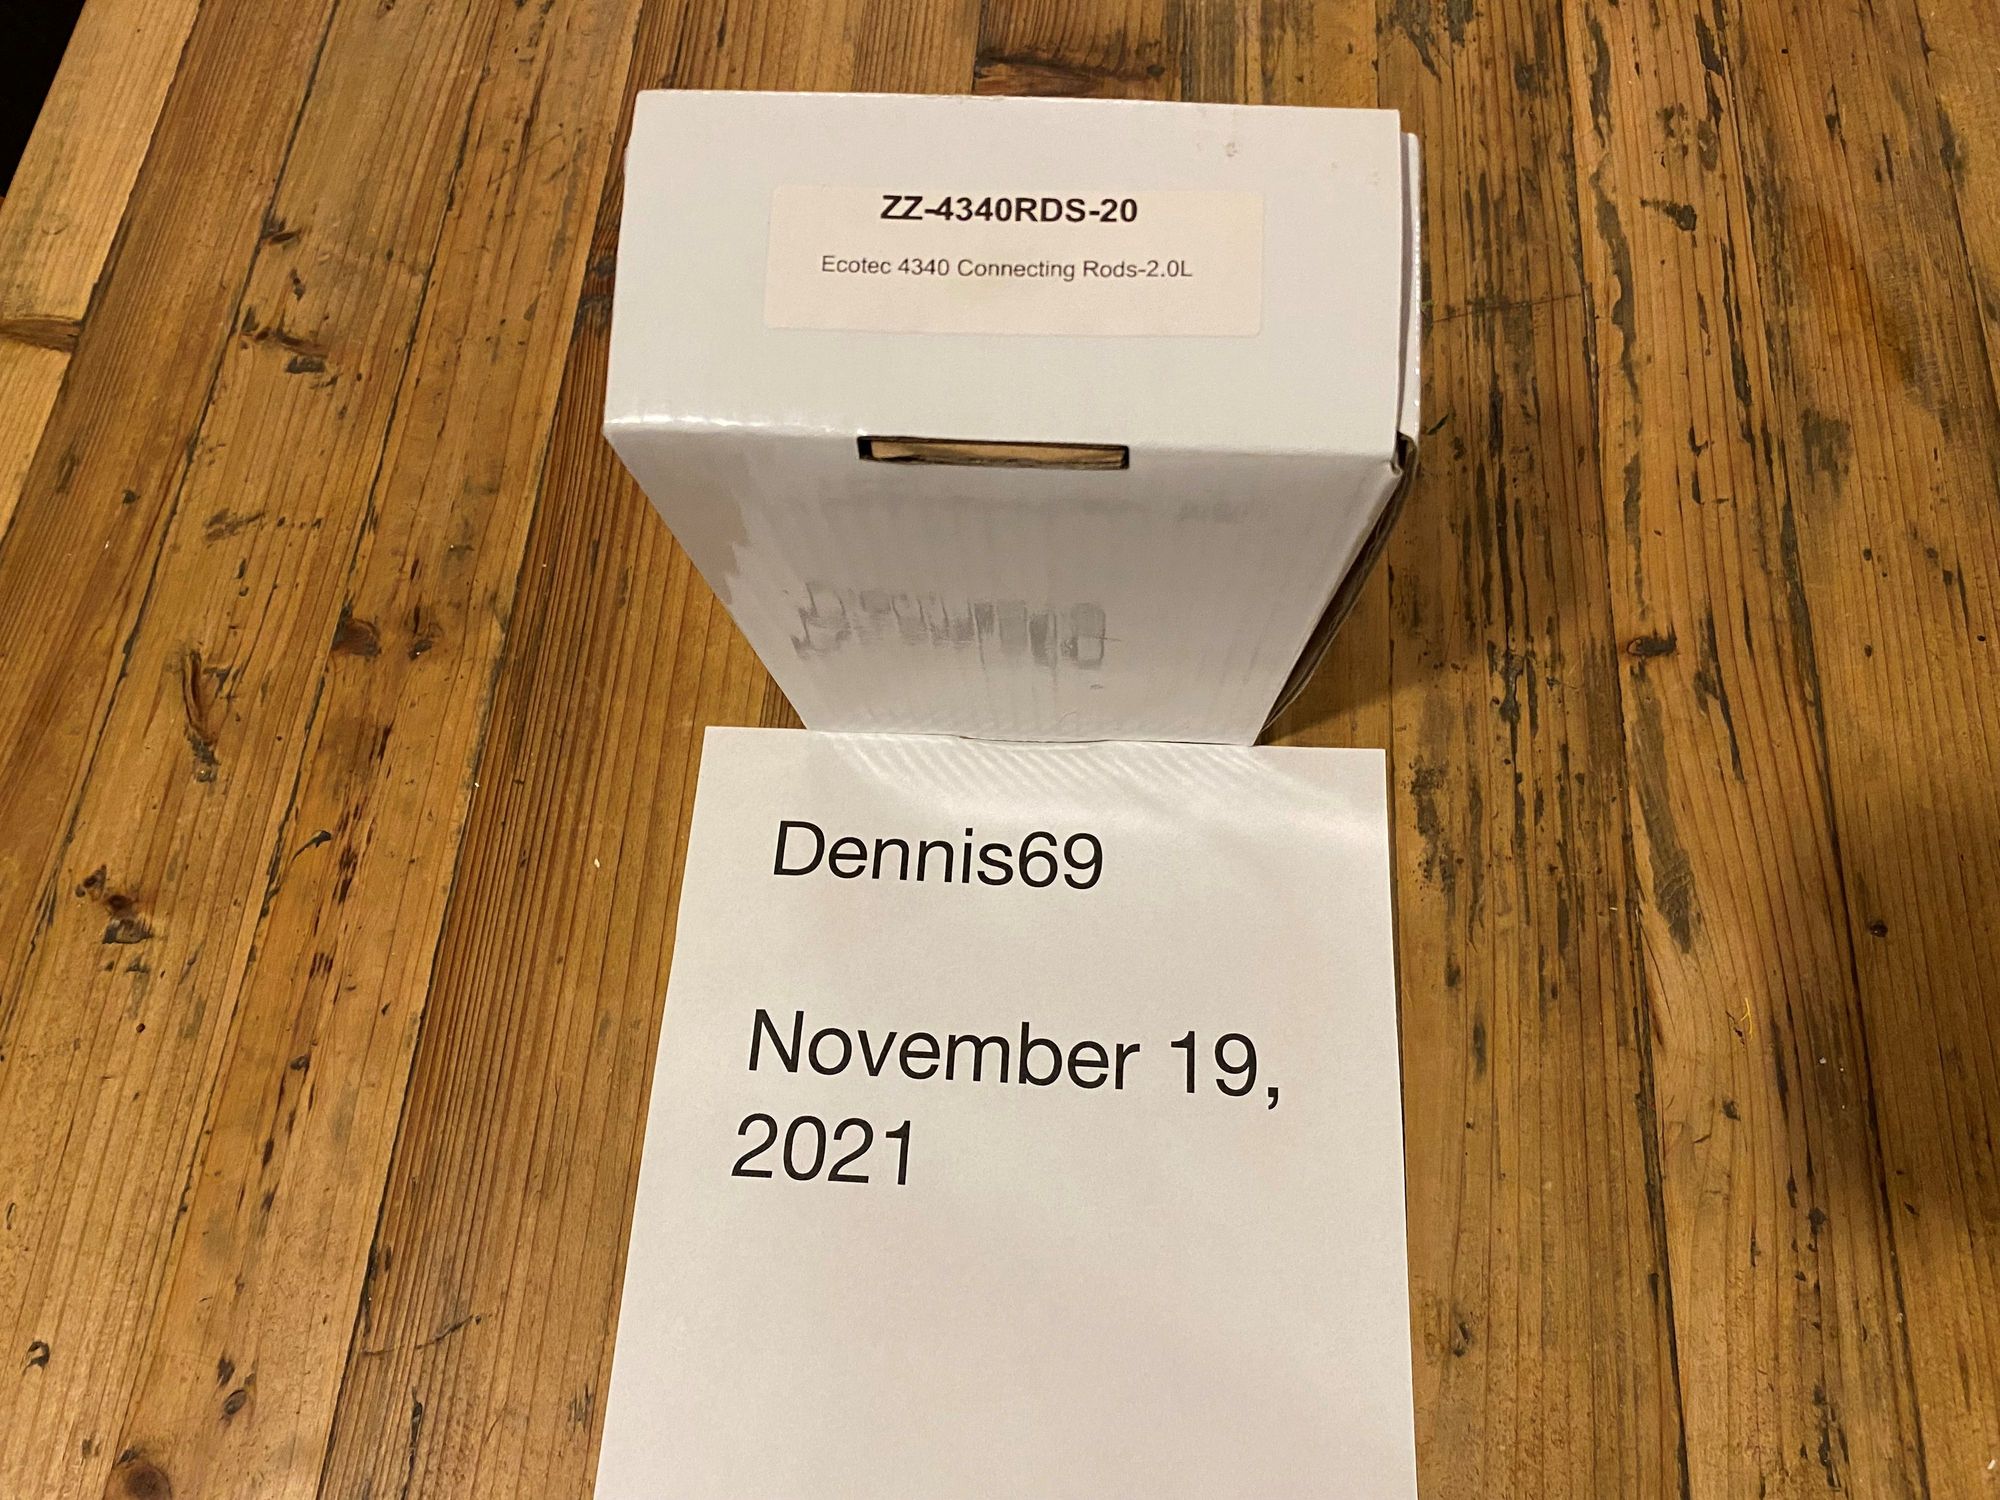 ZZ-4340RDS-20
Ecotec 4340 Connecting Rods-2.0L
Dennis69
November 19,
2021